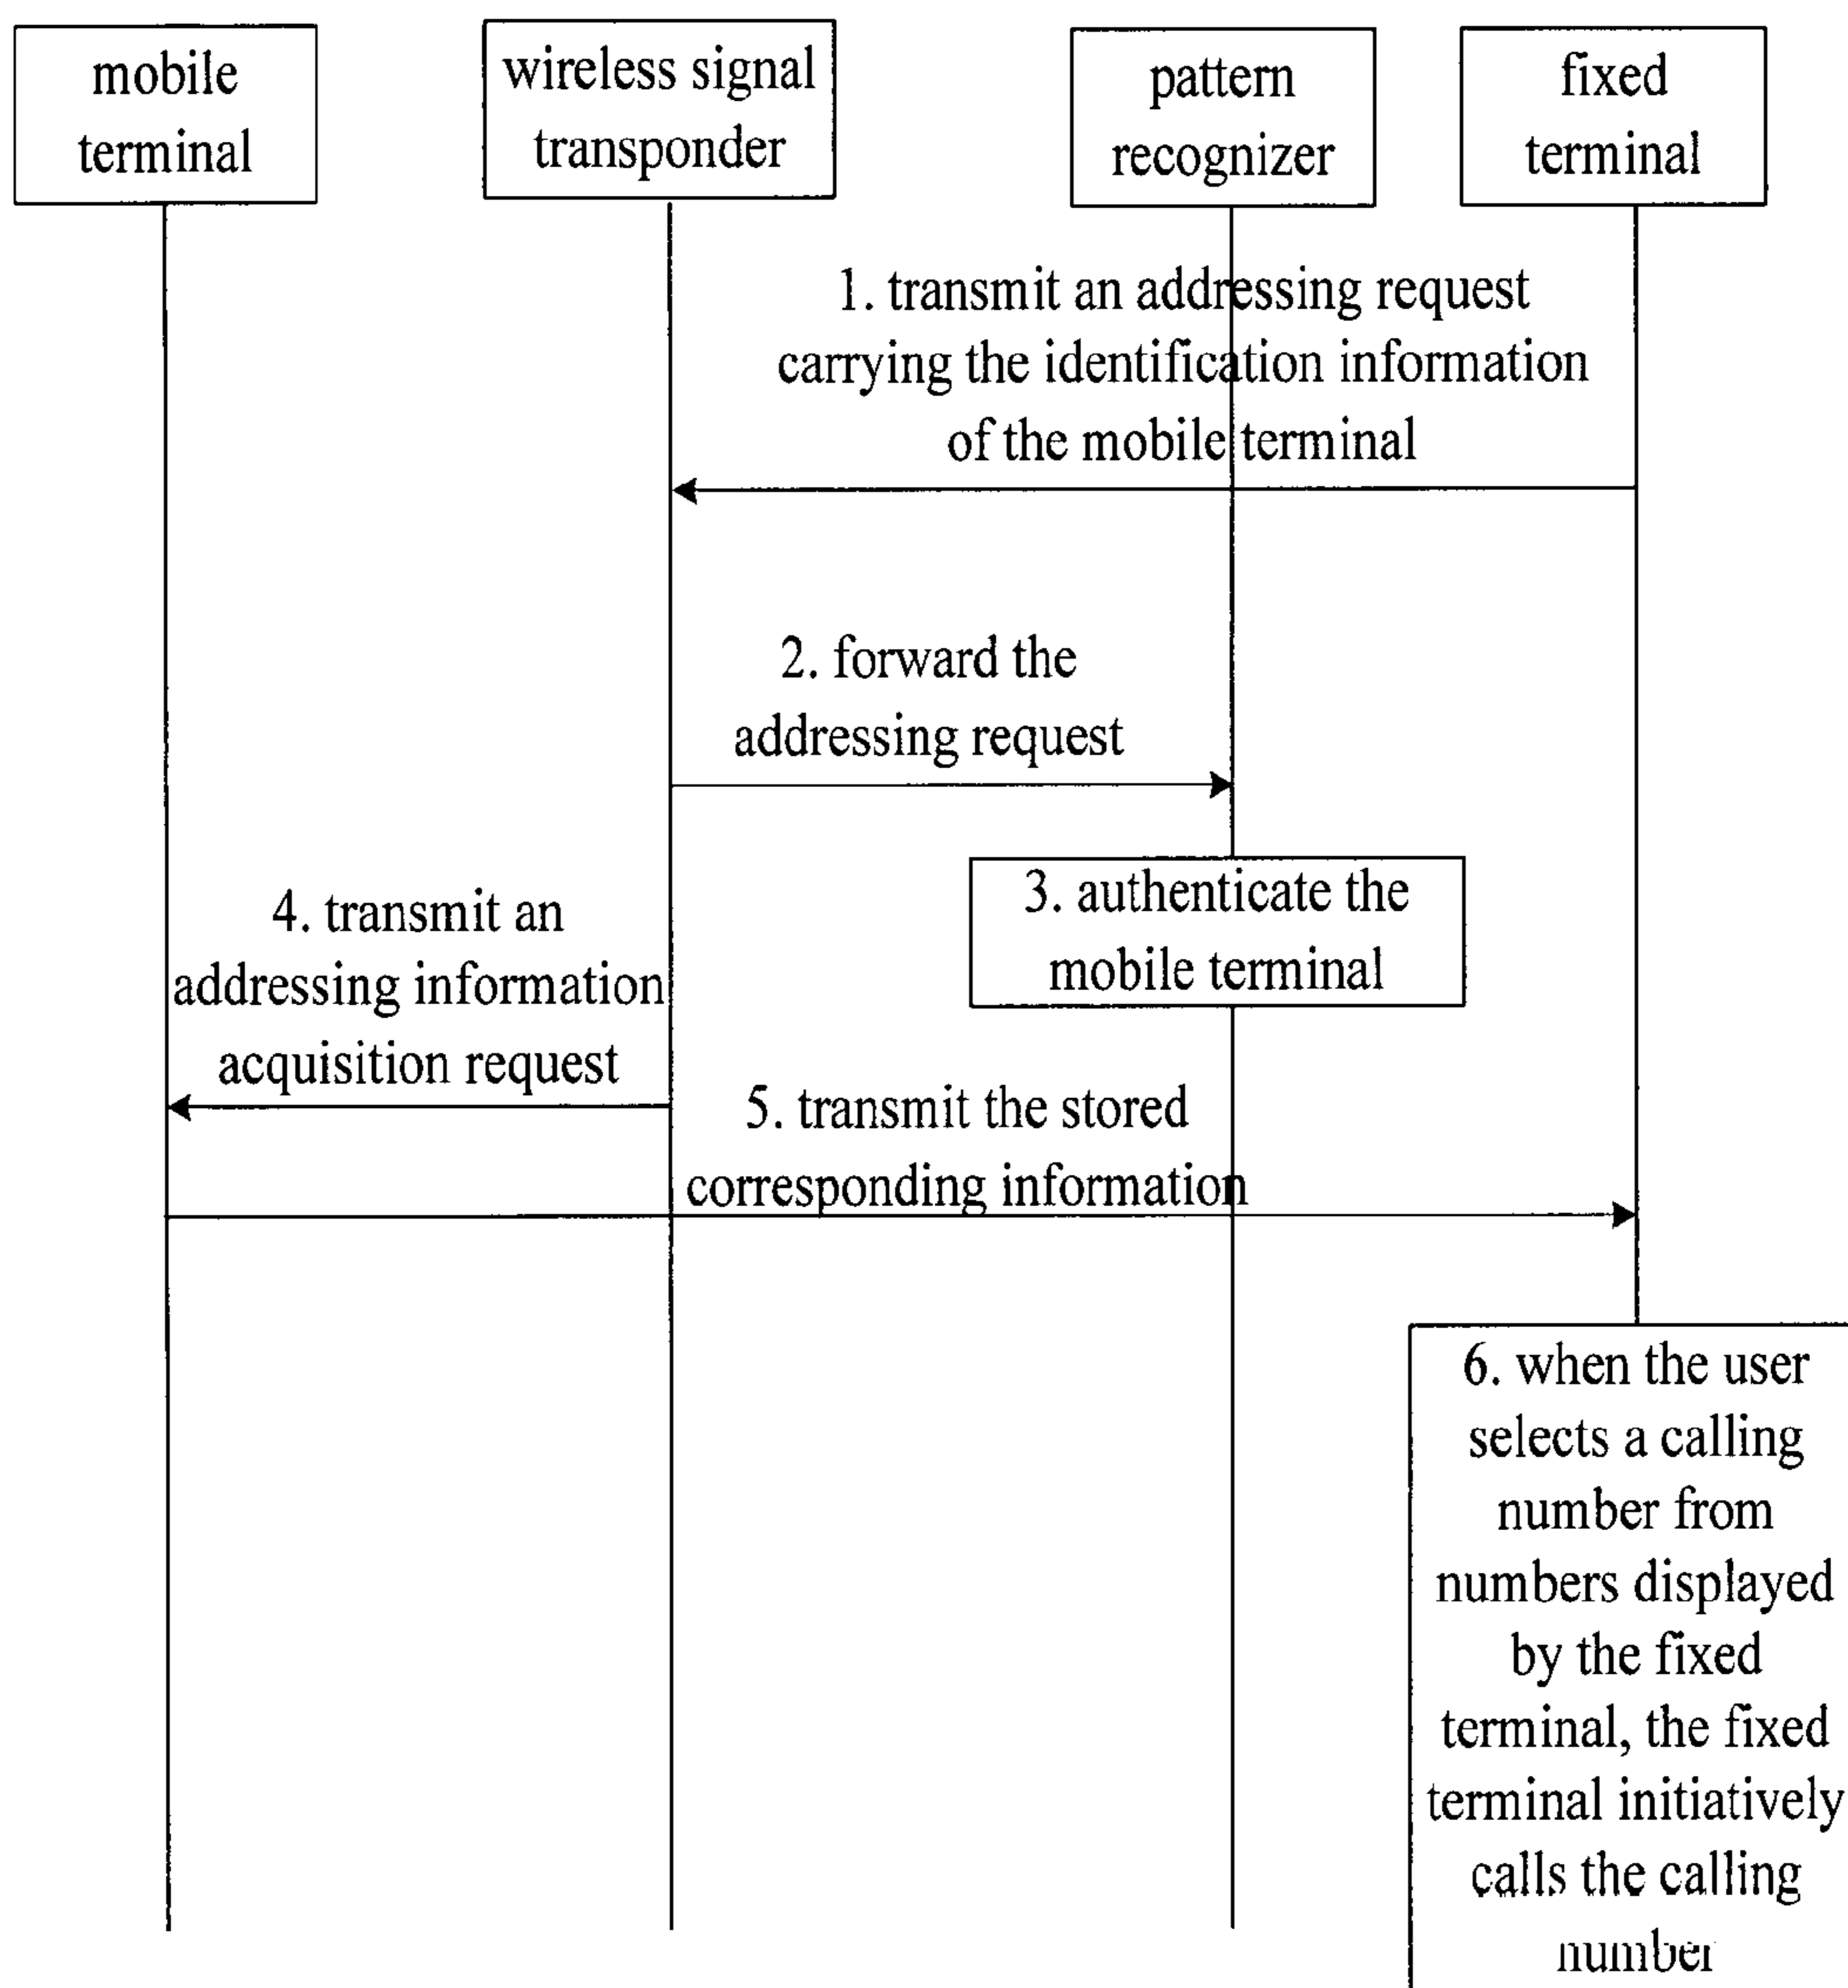 mobile
terminal
wireless signal
transponder
pattern
recognizer
fixed
terminal
1. transmit an addressing request
carrying the identification information
of the mobile terminal
2. forward the
addressing request
3. authenticate the
mobile terminal
4. transmit an
addressing information
acquisition request
5. transmit the stored
corresponding information
6. when the user
selects a calling
number from
numbers displayed
by the fixed
terminal, the fixed
terminal initiatively
calls the calling
number